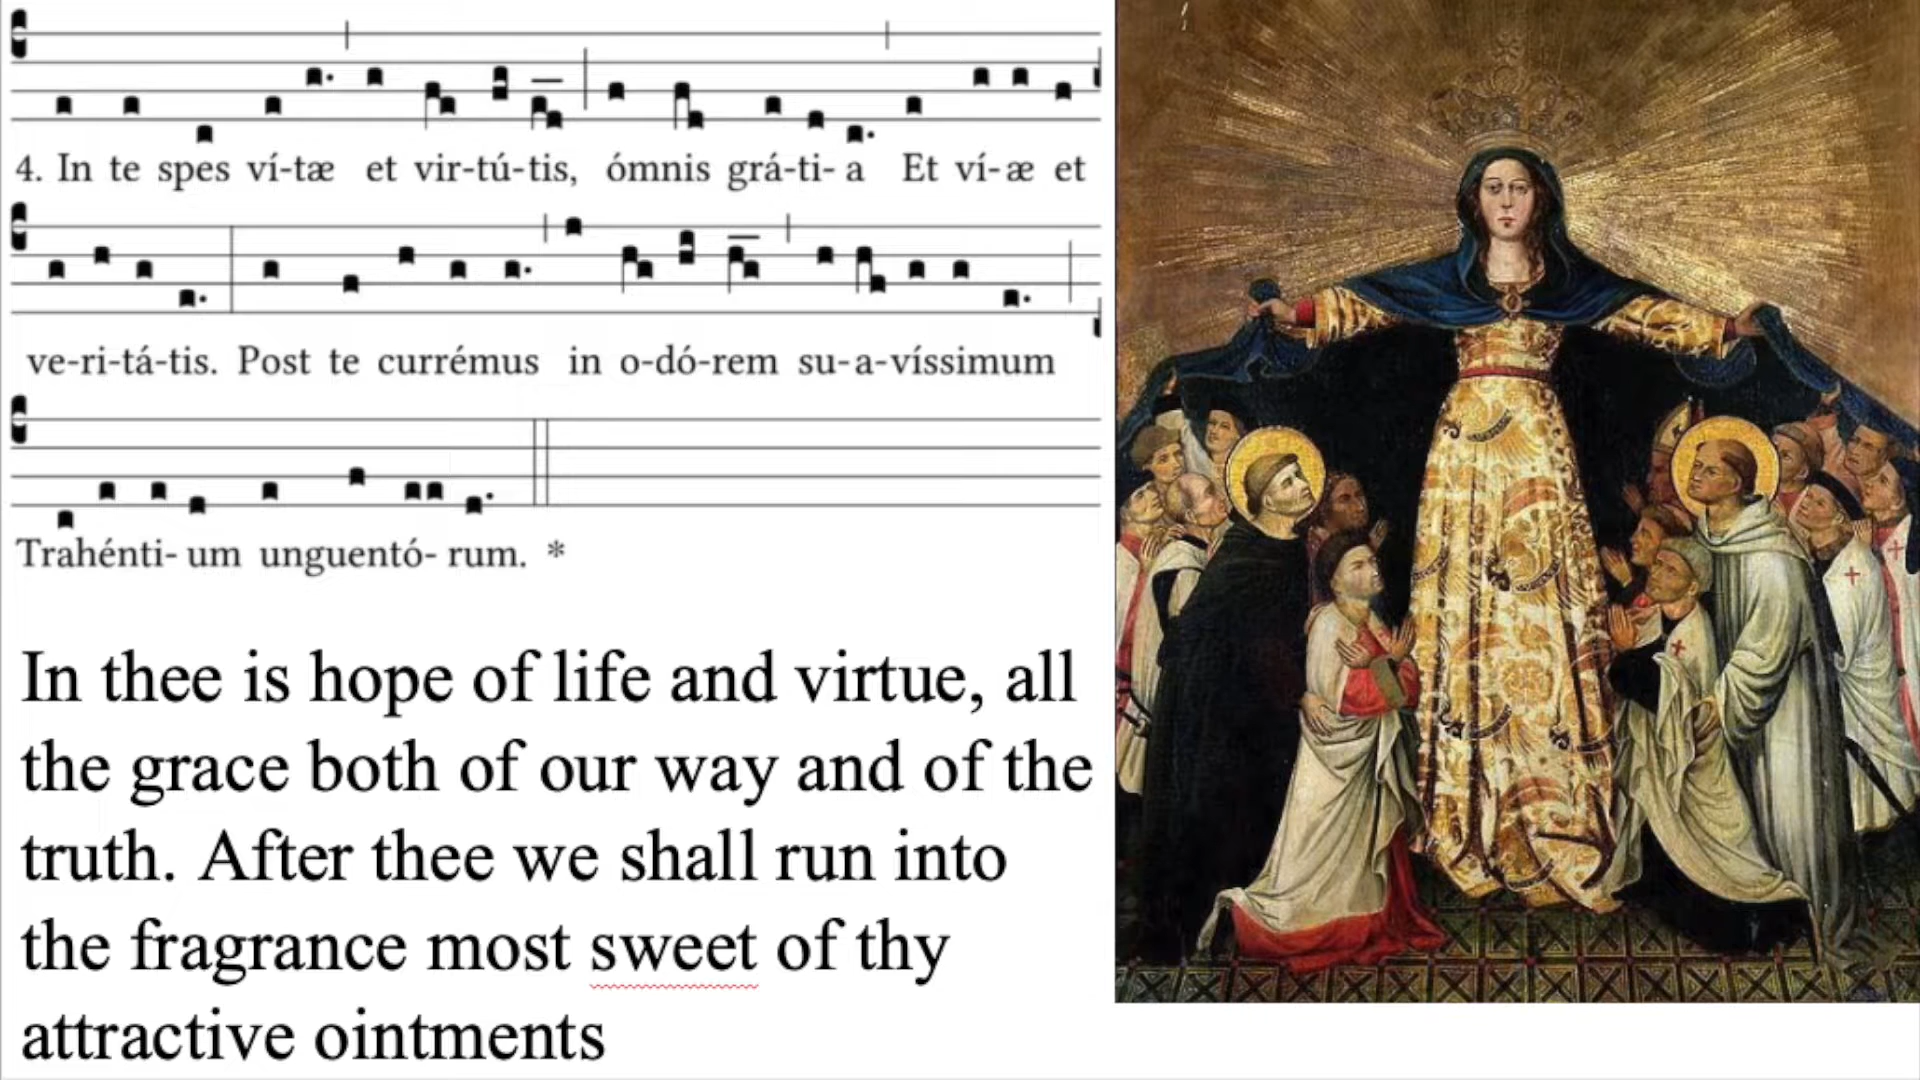 4. In te spes ví-tæ et vir-tú-tis, ómnis grá-ti- a Et ví-æ et
ve-ri-tá-tis. Post te currémus in o-dó-rem su-a-víssimum
Trahénti- um unguentó- rum. *
In thee is hope of life and virtue, all
the grace both of our way and of the
truth. After thee we shall run into
the fragrance most sweet of thy
attractive ointments